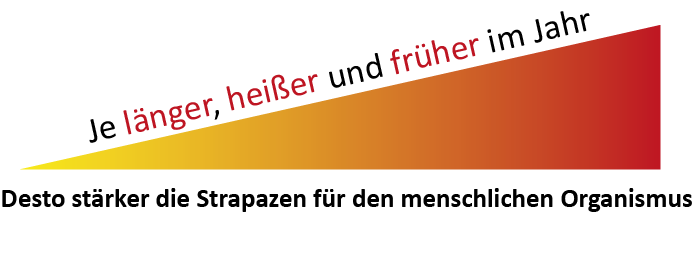 Je länger, heißer und früher im Jahr
Desto stärker die Strapazen für den menschlichen Organismus